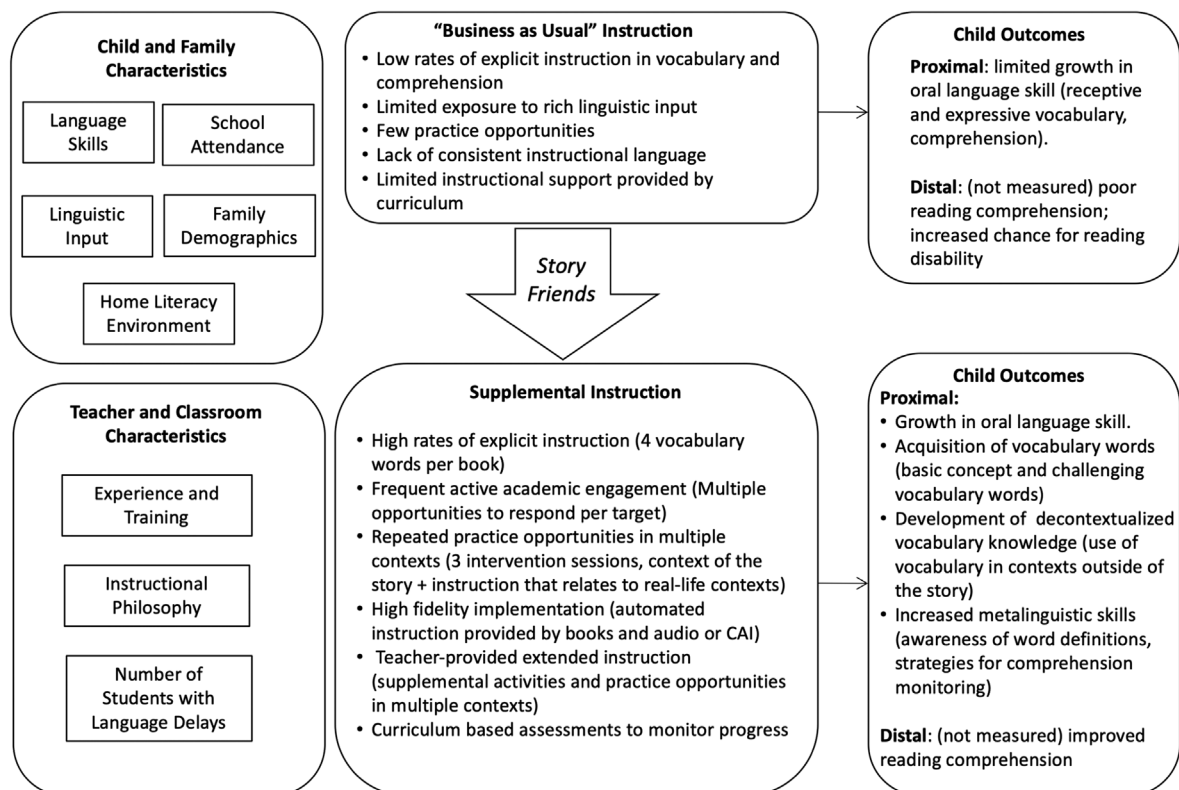 Child and Family
Characteristics
Language
Skills
School
Attendance
Linguistic
Input
Family
Demographics
Home Literacy
Environment
Teacher and Classroom
Characteristics
Experience and
Training
Instructional
Philosophy
Number of
Students with
Language Delays
“Business as Usual” Instruction
• Low rates of explicit instruction in vocabulary and
comprehension
• Limited exposure to rich linguistic input
• Few practice opportunities
• Lack of consistent instructional language
• Limited instructional support provided by
curriculum
Story
Friends
Supplemental Instruction
• High rates of explicit instruction (4 vocabulary
words per book)
• Frequent active academic engagement (Multiple
opportunities to respond per target)
• Repeated practice opportunities in multiple
contexts (3 intervention sessions, context of the
story + instruction that relates to real-life contexts)
• High fidelity implementation (automated
instruction provided by books and audio or CAI)
• Teacher-provided extended instruction
(supplemental activities and practice opportunities
in multiple contexts)
• Curriculum based assessments to monitor progress
Child Outcomes
Proximal: limited growth in
oral language skill (receptive
and expressive vocabulary,
comprehension).
Distal: (not measured) poor
reading comprehension;
increased chance for reading
disability
Child Outcomes
Proximal:
• Growth in oral language skill.
• Acquisition of vocabulary words
(basic concept and challenging
vocabulary words)
• Development of decontextualized
vocabulary knowledge (use of
vocabulary in contexts outside of
the story)
• Increased metalinguistic skills
(awareness of word definitions,
strategies for comprehension
monitoring)
Distal: (not measured) improved
reading comprehension